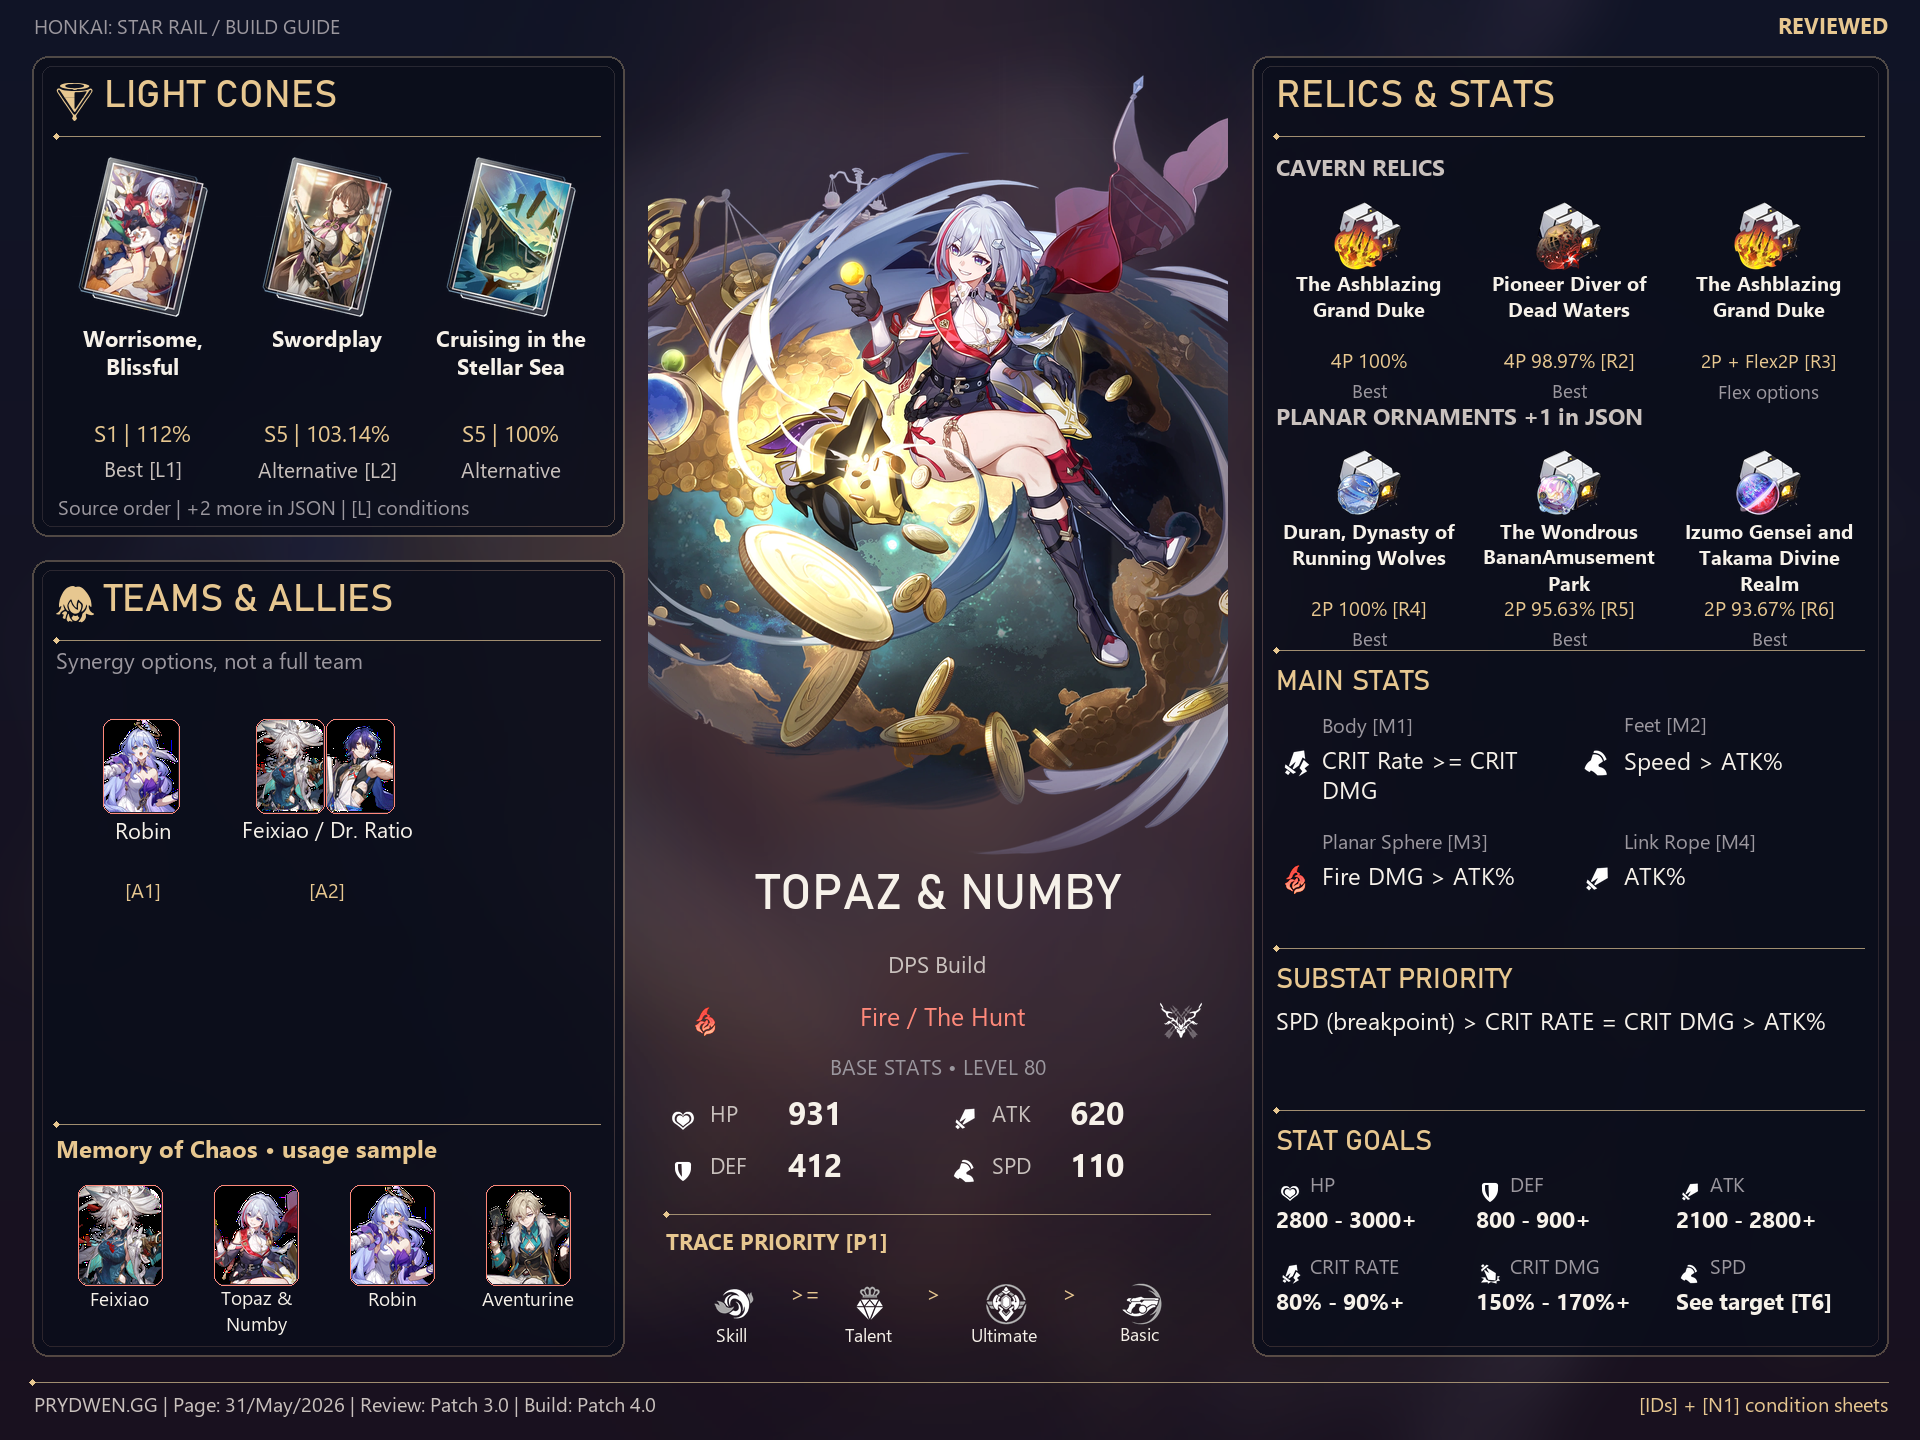 HONKAI: STAR RAIL / BUILD GUIDE
REVIEWED
LIGHT CONES
Worrisome, Blissful
S1 | 112%
Best [L1]
Swordplay
S5 | 103.14%
Alternative [L2]
Cruising in the Stellar Sea
S5 | 100%
Alternative
Source order | +2 more in JSON | [L] conditions
TEAMS & ALLIES
Synergy options, not a full team
Robin
[A1]
Feixiao / Dr. Ratio
[A2]
Memory of Chaos • usage sample
Feixiao
Topaz & Numby
Robin
Aventurine
TOPAZ & NUMBY
DPS Build
Fire / The Hunt
BASE STATS • LEVEL 80
HP 931
ATK 620
DEF 412
SPD 110
TRACE PRIORITY [P1]
Skill >= Talent > Ultimate > Basic
RELICS & STATS
CAVERN RELICS
The Ashblazing Grand Duke
4P 100%
Best
Pioneer Diver of Dead Waters
4P 98.97% [R2]
Best
The Ashblazing Grand Duke
2P + Flex2P [R3]
Flex options
PLANAR ORNAMENTS +1 in JSON
Duran, Dynasty of Running Wolves
2P 100% [R4]
Best
The Wondrous BananAmusement Park
2P 95.63% [R5]
Best
Izumo Gensei and Takama Divine Realm
2P 93.67% [R6]
Best
MAIN STATS
Body [M1]
CRIT Rate >= CRIT DMG
Feet [M2]
Speed > ATK%
Planar Sphere [M3]
Fire DMG > ATK%
Link Rope [M4]
ATK%
SUBSTAT PRIORITY
SPD (breakpoint) > CRIT RATE = CRIT DMG > ATK%
STAT GOALS
HP
2800 - 3000+
DEF
800 - 900+
ATK
2100 - 2800+
CRIT RATE
80% - 90%+
CRIT DMG
150% - 170%+
SPD
See target [T6]
PRYDWEN.GG | Page: 31/May/2026 | Review: Patch 3.0 | Build: Patch 4.0
[IDs] + [N1] condition sheets